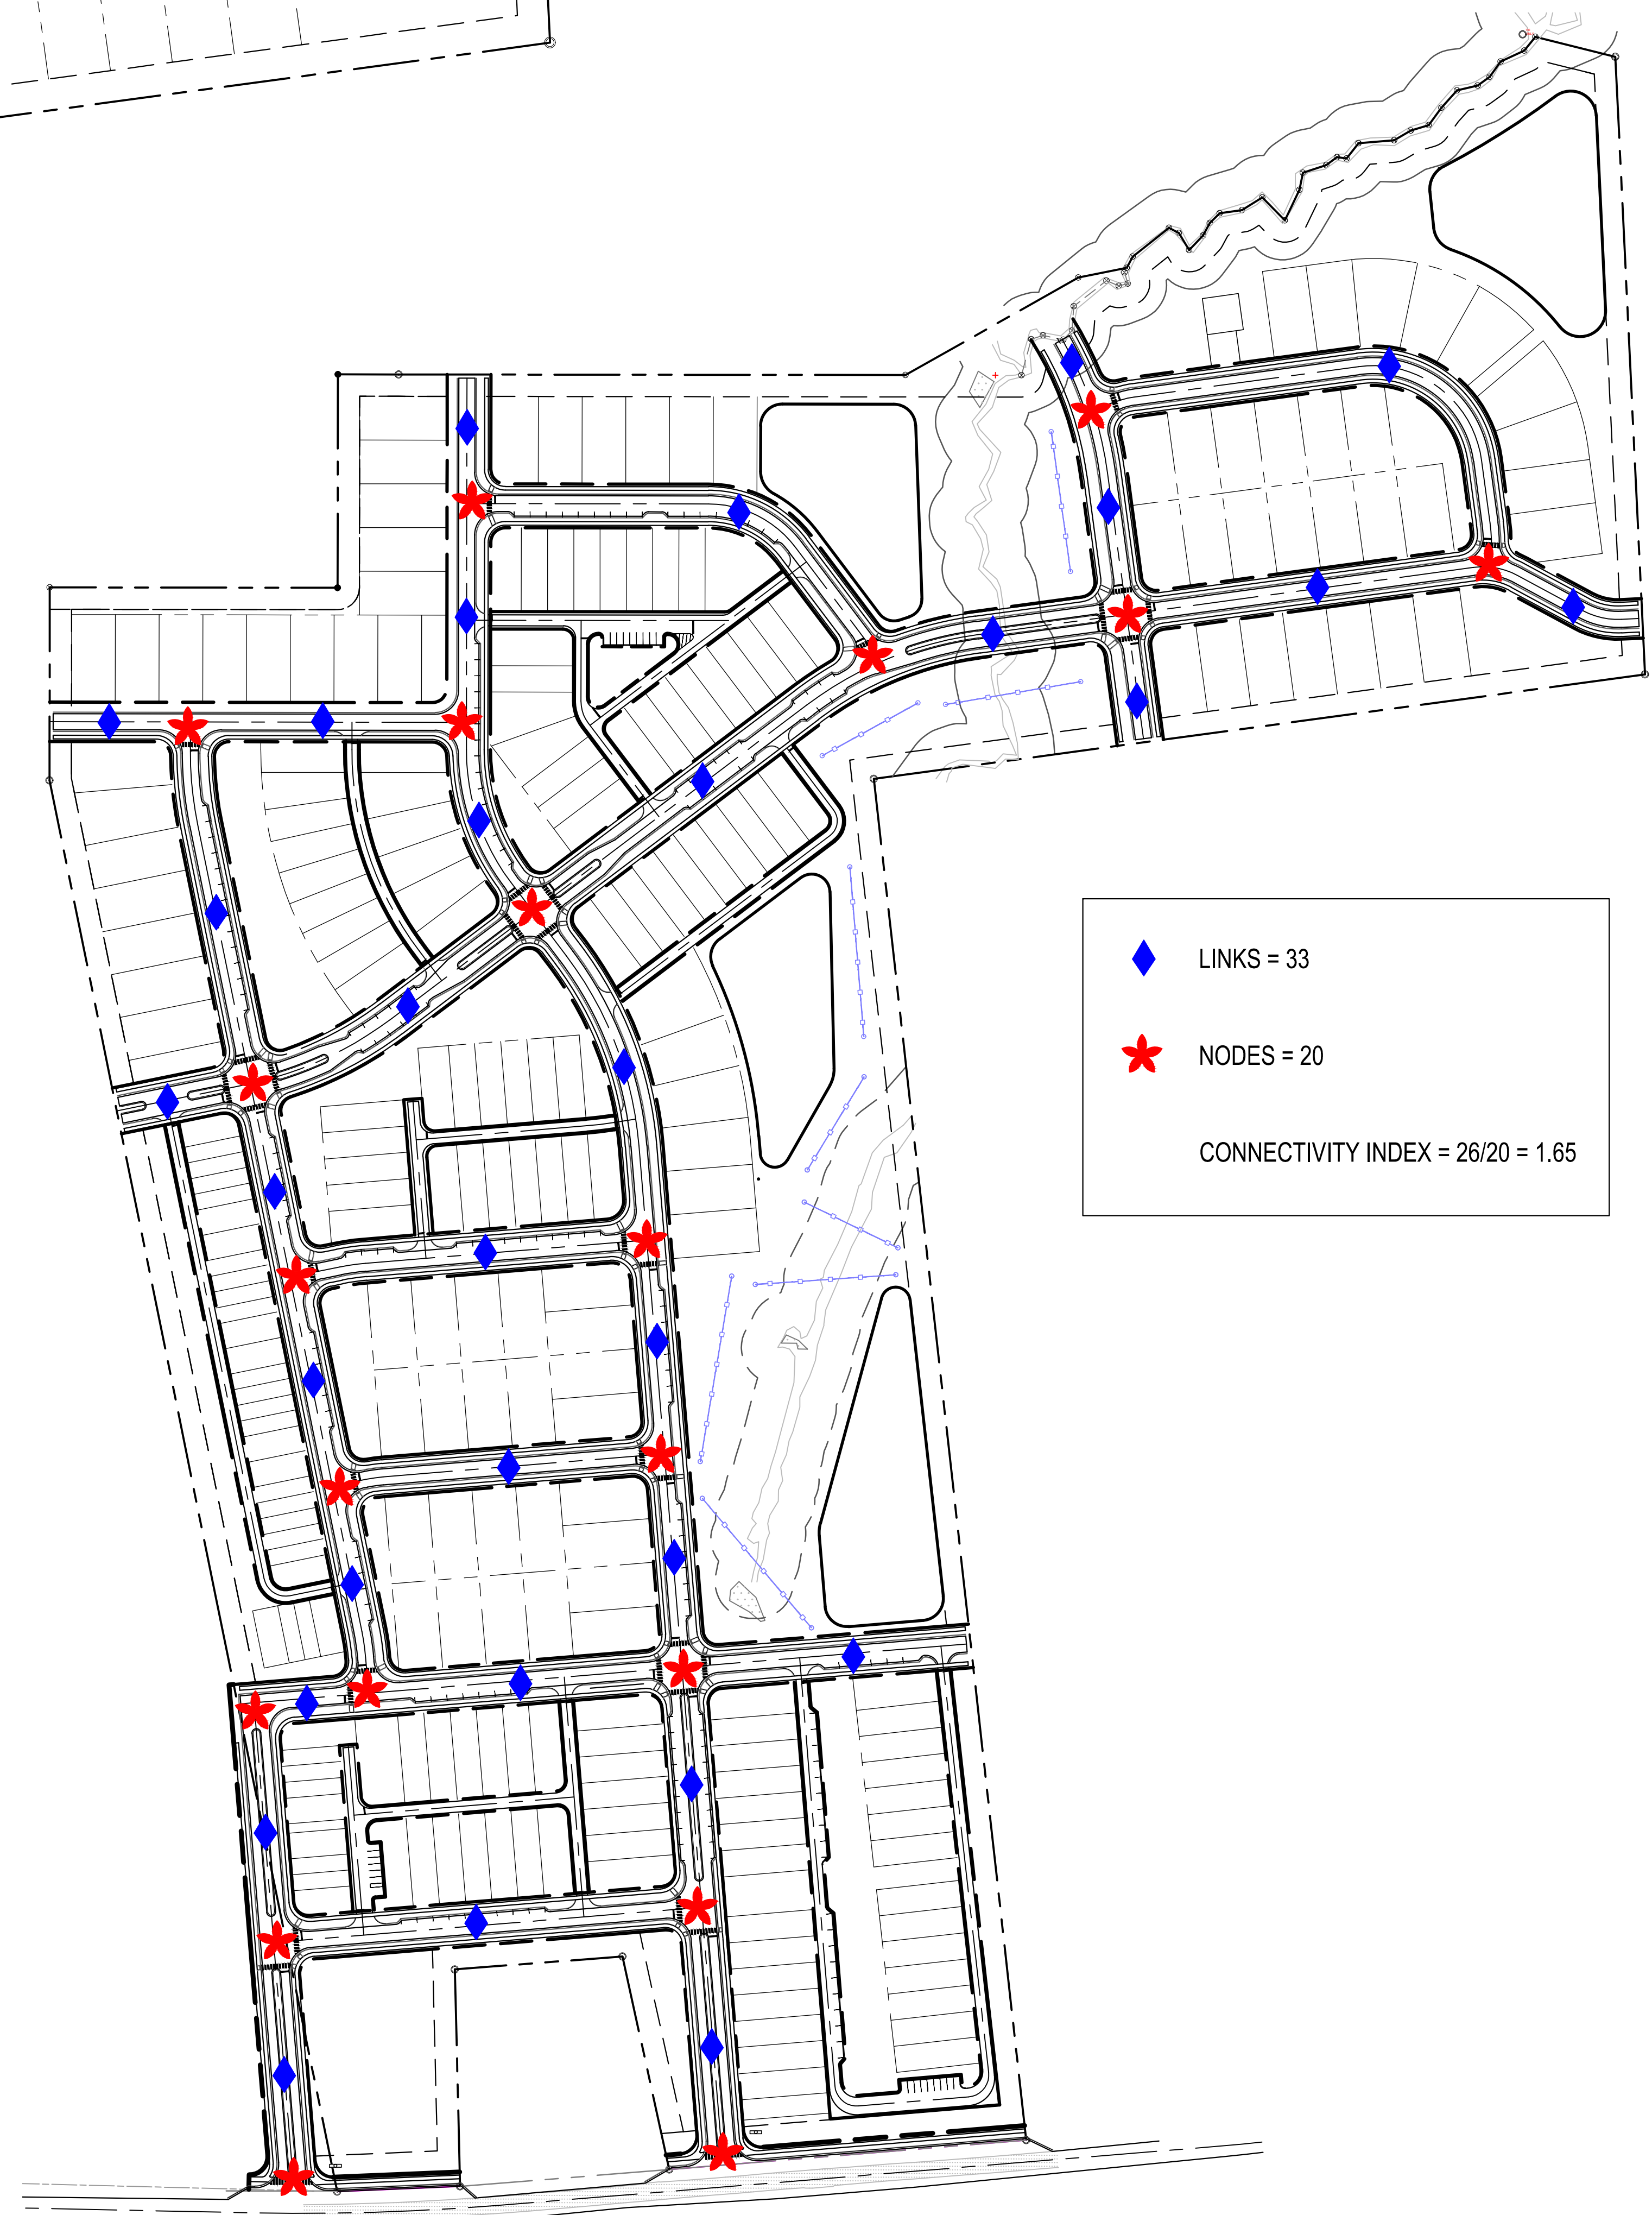 LINKS = 33
NODES = 20
CONNECTIVITY INDEX = 26/20 = 1.65